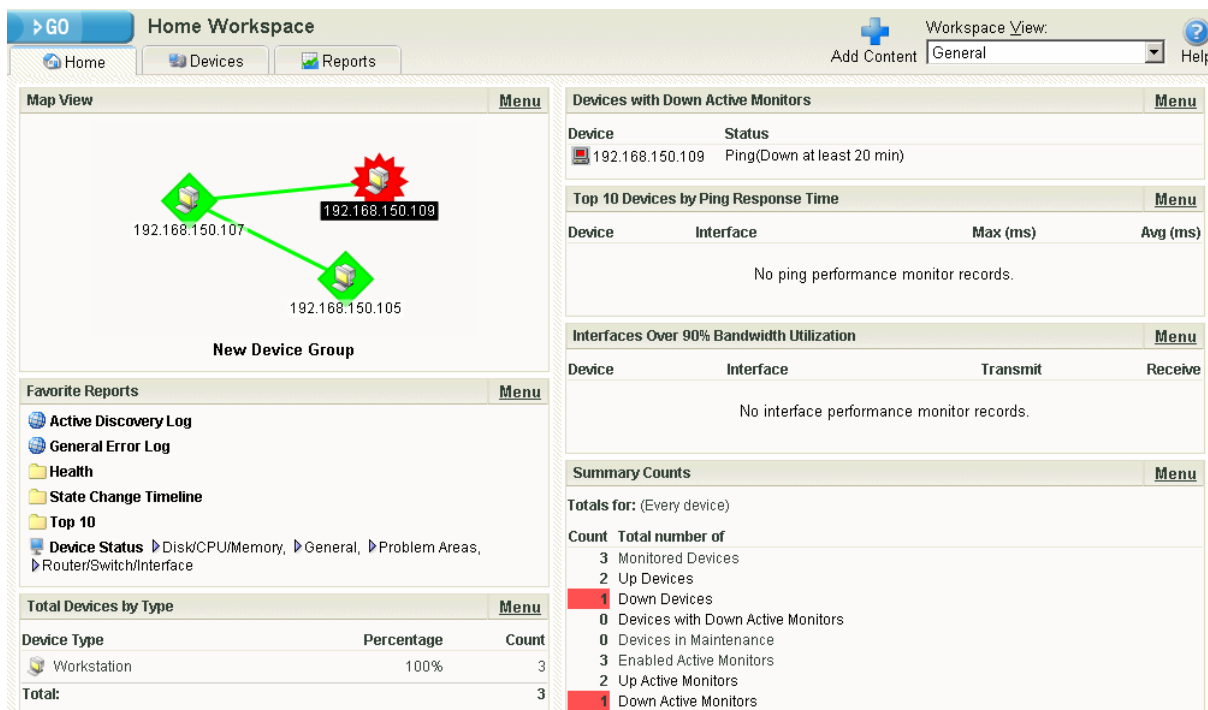 GO
Home Workspace
Add Content
Workspace View:
General
Help
Home
Devices
Reports
Map View
Menu
192.168.150.109
192.168.150.107
192.168.150.105
New Device Group
Favorite Reports
Menu
Active Discovery Log
General Error Log
Health
State Change Timeline
Top 10
Device Status Disk/CPU/Memory, General, Problem Areas,
Router/Switch/Interface
Total Devices by Type
Menu
Device Type Percentage Count
Workstation 100% 3
Total: 3
Devices with Down Active Monitors
Menu
Device Status
192.168.150.109 Ping(Down at least 20 min)
Top 10 Devices by Ping Response Time
Menu
Device Interface Max (ms) Avg (ms)
No ping performance monitor records.
Interfaces Over 90% Bandwidth Utilization
Menu
Device Interface Transmit Receive
No interface performance monitor records.
Summary Counts
Menu
Totals for: (Every device)
Count Total number of
3 Monitored Devices
2 Up Devices
1 Down Devices
0 Devices with Down Active Monitors
0 Devices in Maintenance
3 Enabled Active Monitors
2 Up Active Monitors
1 Down Active Monitors